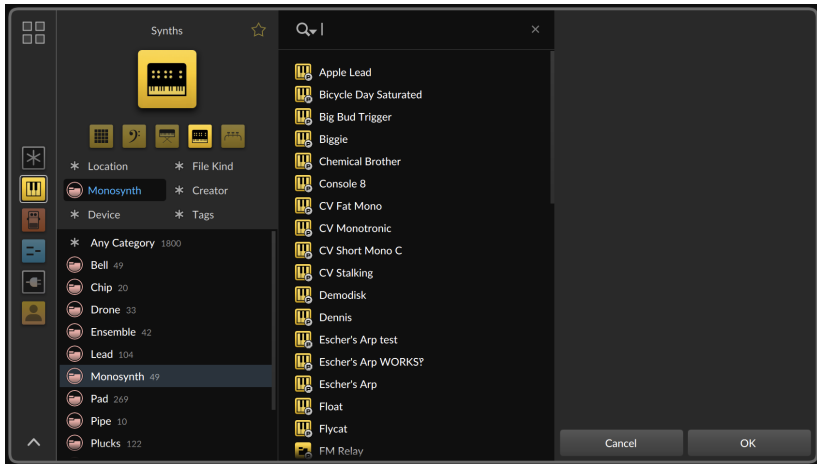 Synths
Location
File Kind
Monosynth
Creator
Device
Tags
Any Category 1800
Bell 49
Chip 20
Drone 33
Ensemble 42
Lead 104
Monosynth 49
Pad 269
Pipe 10
Plucks 122
Apple Lead
Bicycle Day Saturated
Big Bud Trigger
Biggie
Chemical Brother
Console 8
CV Fat Mono
CV Monotronic
CV Short Mono C
CV Stalking
Demodisk
Dennis
Escher's Arp test
Escher's Arp WORKS‽
Escher's Arp
Float
Flycat
FM Relay
Cancel
OK